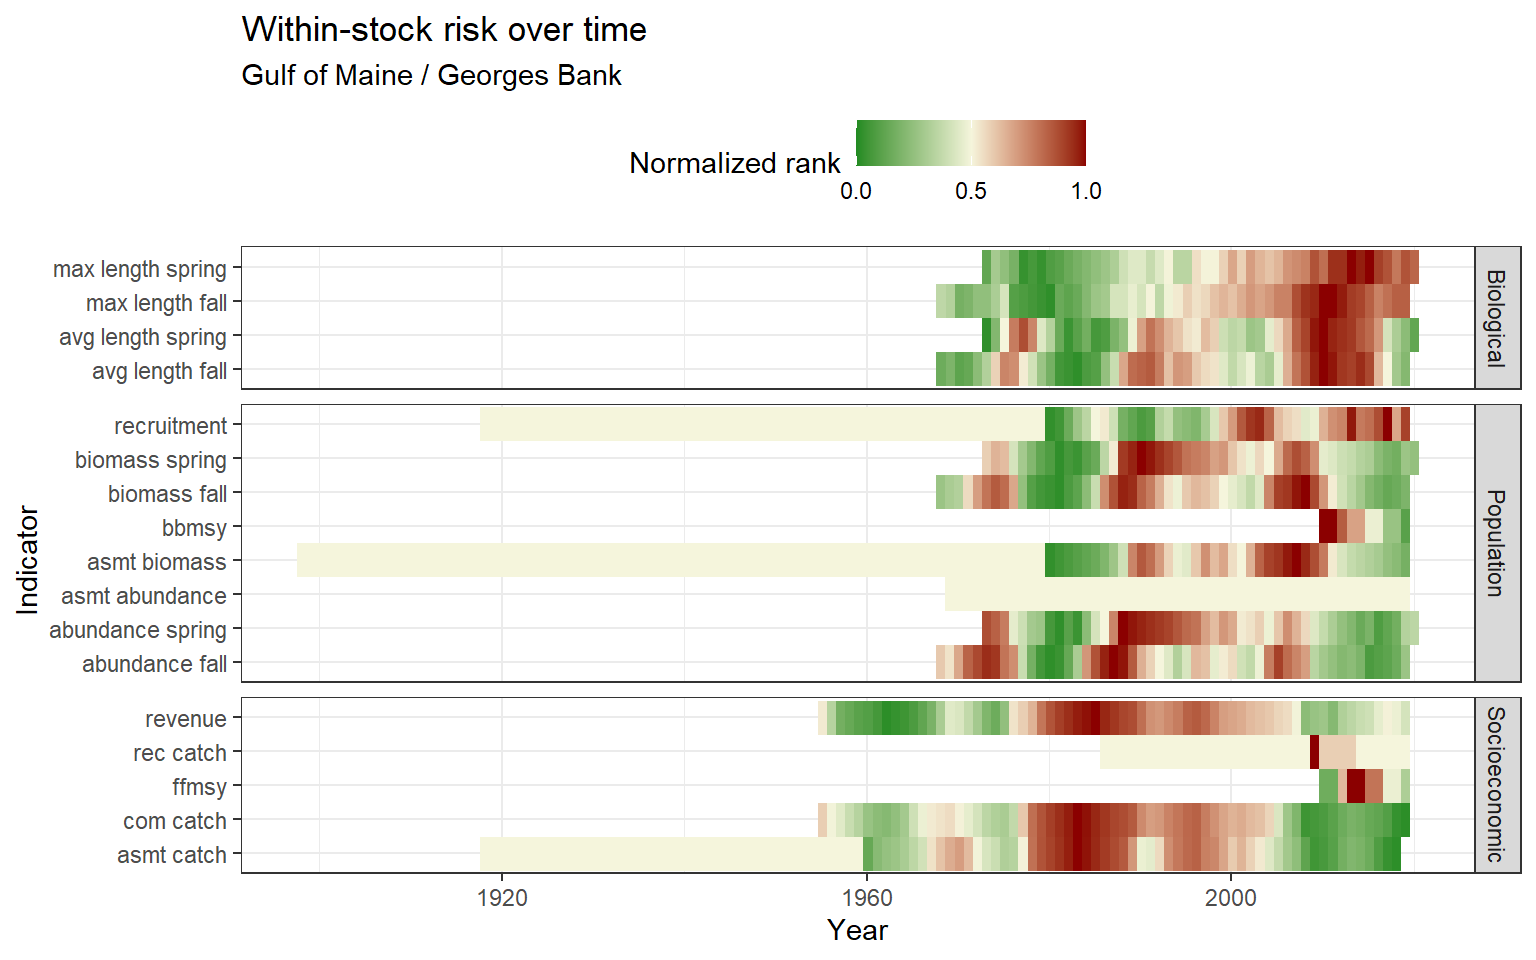 Within-stock risk over time
Gulf of Maine / Georges Bank
Normalized rank
0.0 0.5 1.0
max length spring
max length fall
avg length spring
avg length fall
Biological
recruitment
biomass spring
biomass fall
bbmsy
asmt biomass
asmt abundance
abundance spring
abundance fall
Population
revenue
rec catch
ffmsy
com catch
asmt catch
Socioeconomic
Indicator
1920 1960 2000
Year